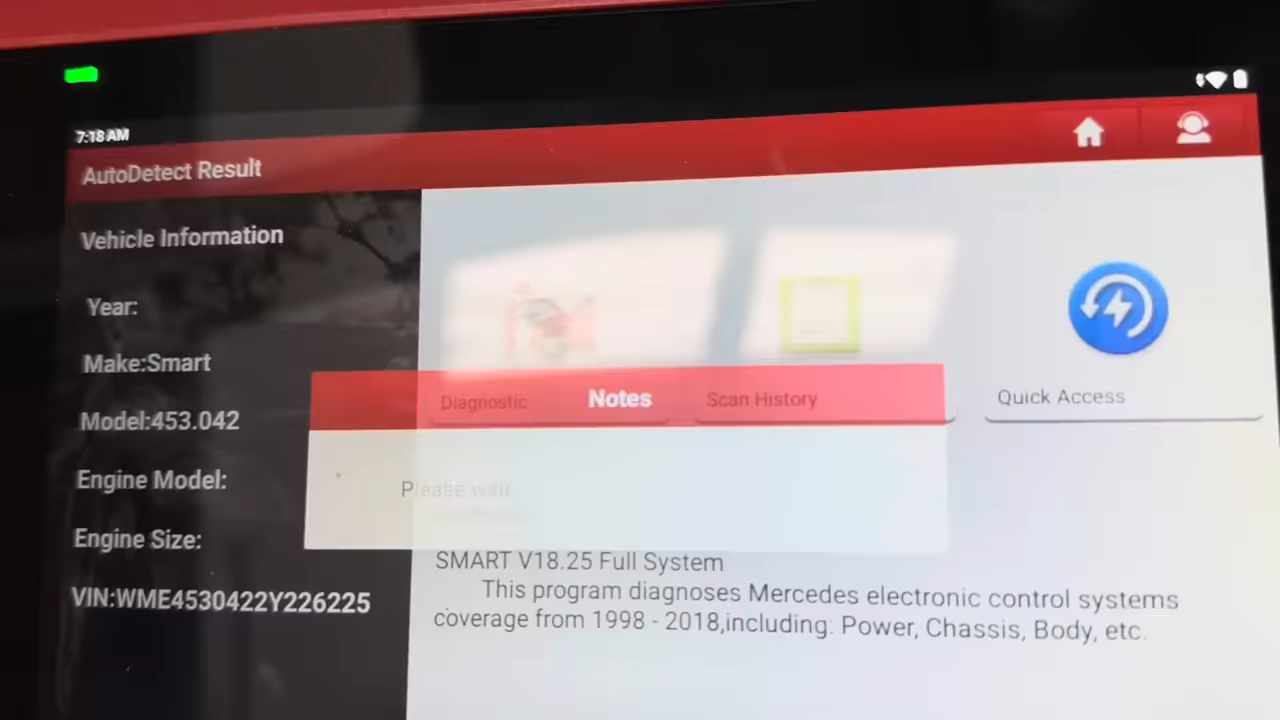 7:18 AM
AutoDetect Result
Vehicle Information
Year:
Make:Smart
Model:453.042
Engine Model:
Engine Size:
VIN:WME4530422Y226225
Diagnostic
Notes
Scan History
Quick Access
Please wait
SMART V18.25 Full System
This program diagnoses Mercedes electronic control systems
coverage from 1998 - 2018,including: Power, Chassis, Body, etc.